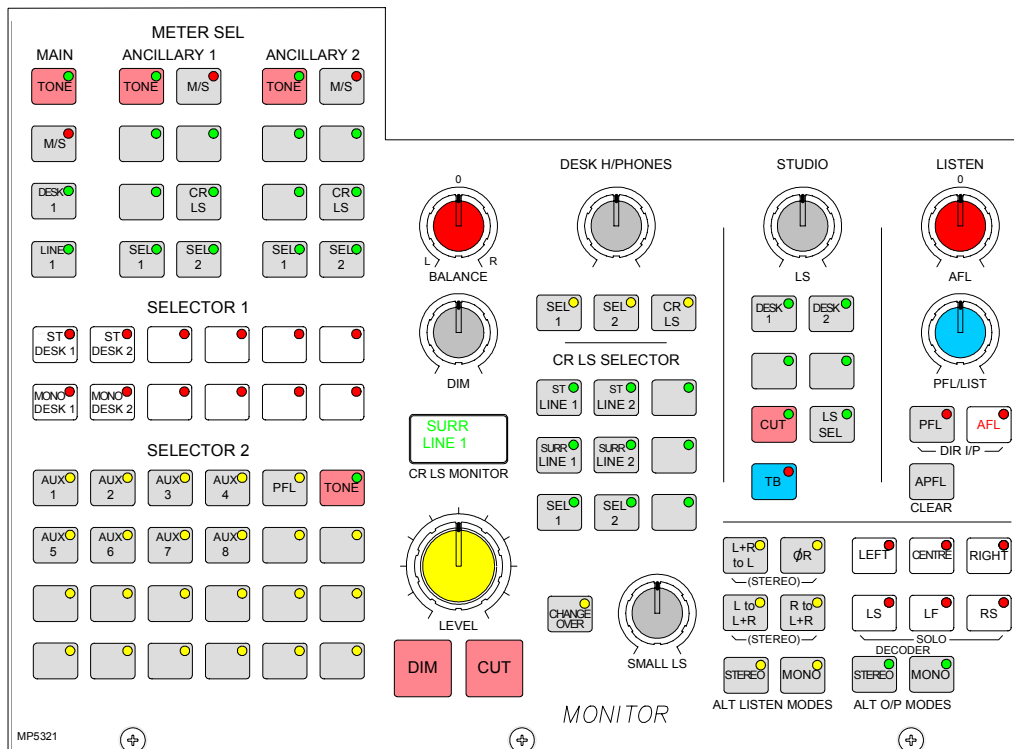 METER SEL
MAIN ANCILLARY 1 ANCILLARY 2
TONE TONE M/S TONE M/S
M/S
DESK 1 CR LS CR LS
LINE 1 SEL 1 SEL 2 SEL 1 SEL 2
SELECTOR 1
ST DESK 1 ST DESK 2
MONO DESK 1 MONO DESK 2
SELECTOR 2
AUX 1 AUX 2 AUX 3 AUX 4 PFL TONE
AUX 5 AUX 6 AUX 7 AUX 8
MP5321
0
L R
BALANCE
DIM
SURR
LINE 1
CR LS MONITOR
LEVEL
DIM CUT
DESK H/PHONES
SEL 1 SEL 2 CR LS
CR LS SELECTOR
ST LINE 1 ST LINE 2
SURR LINE 1 SURR LINE 2
SEL 1 SEL 2
CHANGE OVER
SMALL LS
MONITOR
STUDIO
LS
DESK 1 DESK 2
CUT LS SEL
TB
LISTEN
0
AFL
PFL/LIST
PFL AFL
DIR I/P
APFL
CLEAR
L+R to L ØR
(STEREO)
L to L+R R to L+R
(STEREO)
STEREO MONO
ALT LISTEN MODES
LEFT CENTRE RIGHT
LS LF RS
SOLO
DECODER
STEREO MONO
ALT O/P MODES